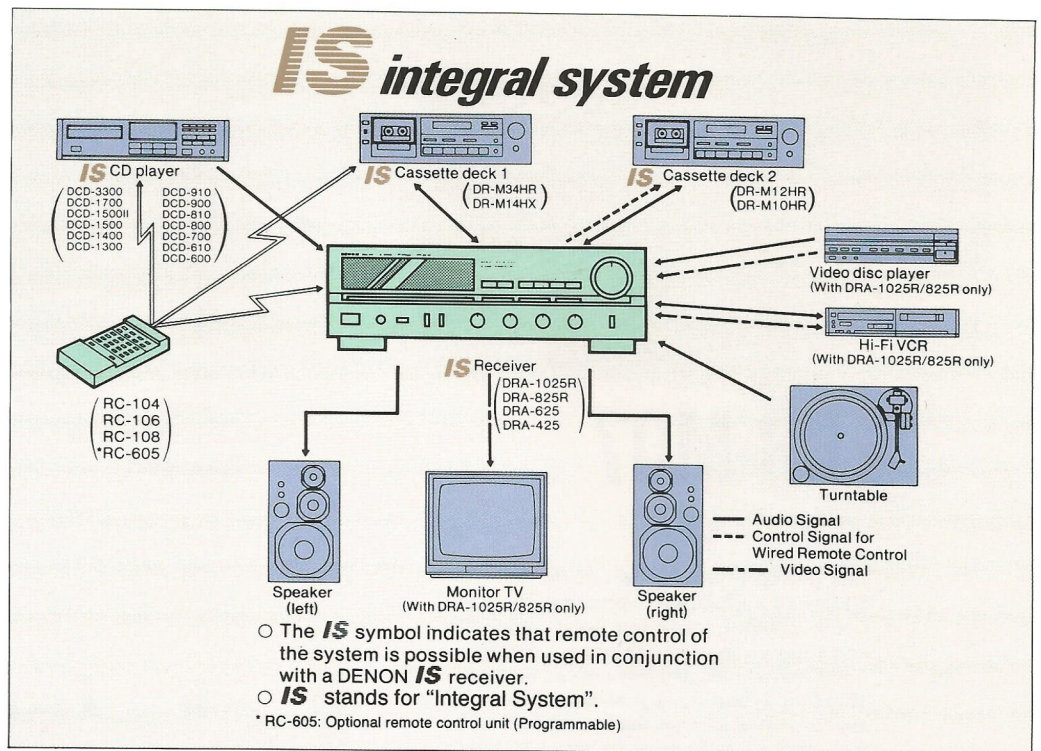 IS integral system
IS CD player
DCD-3300
DCD-1700
DCD-1500II
DCD-1500
DCD-1400
DCD-1300
DCD-910
DCD-900
DCD-810
DCD-800
DCD-700
DCD-610
DCD-600
IS Cassette deck 1
DR-M34HR
DR-M14HX
IS Cassette deck 2
DR-M12HR
DR-M10HR
Video disc player
(With DRA-1025R/825R only)
Hi-Fi VCR
(With DRA-1025R/825R only)
RC-104
RC-106
RC-108
*RC-605
IS Receiver
DRA-1025R
DRA-825R
DRA-625
DRA-425
Turntable
Speaker
(left)
Monitor TV
(With DRA-1025R/825R only)
Speaker
(right)
Audio Signal
Control Signal for
Wired Remote Control
Video Signal
○ The IS symbol indicates that remote control of
the system is possible when used in conjunction
with a DENON IS receiver.
○ IS stands for “Integral System”.
* RC-605: Optional remote control unit (Programmable)